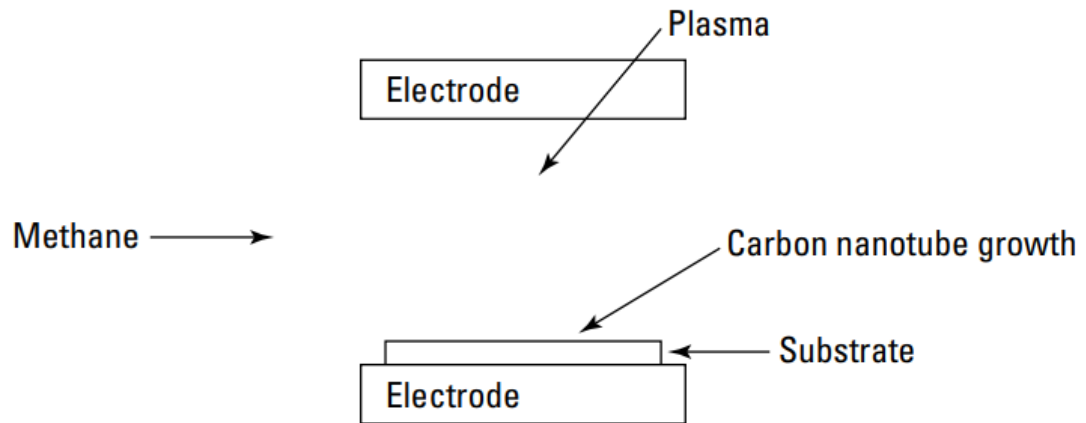 Plasma
Electrode
Methane
Carbon nanotube growth
Substrate
Electrode